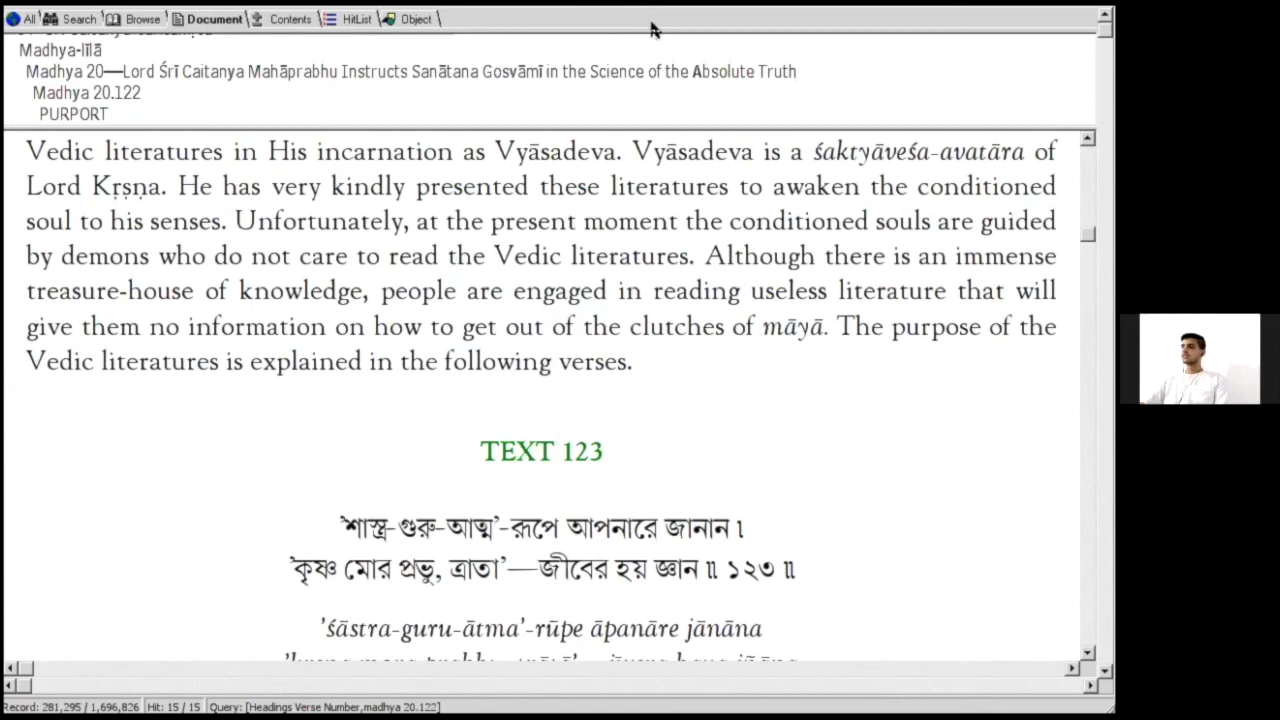 All Search Browse Document Contents HitList Object
Madhya-līlā
Madhya 20—Lord Śrī Caitanya Mahāprabhu Instructs Sanātana Gosvāmī in the Science of the Absolute Truth
Madhya 20.122
PURPORT
Vedic literatures in His incarnation as Vyāsadeva. Vyāsadeva is a śaktyāveśa-avatāra of
Lord Kṛṣṇa. He has very kindly presented these literatures to awaken the conditioned
soul to his senses. Unfortunately, at the present moment the conditioned souls are guided
by demons who do not care to read the Vedic literatures. Although there is an immense
treasure-house of knowledge, people are engaged in reading useless literature that will
give them no information on how to get out of the clutches of māyā. The purpose of the
Vedic literatures is explained in the following verses.
TEXT 123
’শাস্ত্র-গুরু-আত্ম’-রূপে আপনারে জানান ৷
’কৃষ্ণ মোর প্রভু, ত্রাতা’—জীবের হয় জ্ঞান ॥ ১২৩ ॥
’śāstra-guru-ātma’-rūpe āpanāre jānāna
Record: 281,295 / 1,696,826 Hit: 15 / 15 Query: [Headings Verse Number,madhya 20.122]